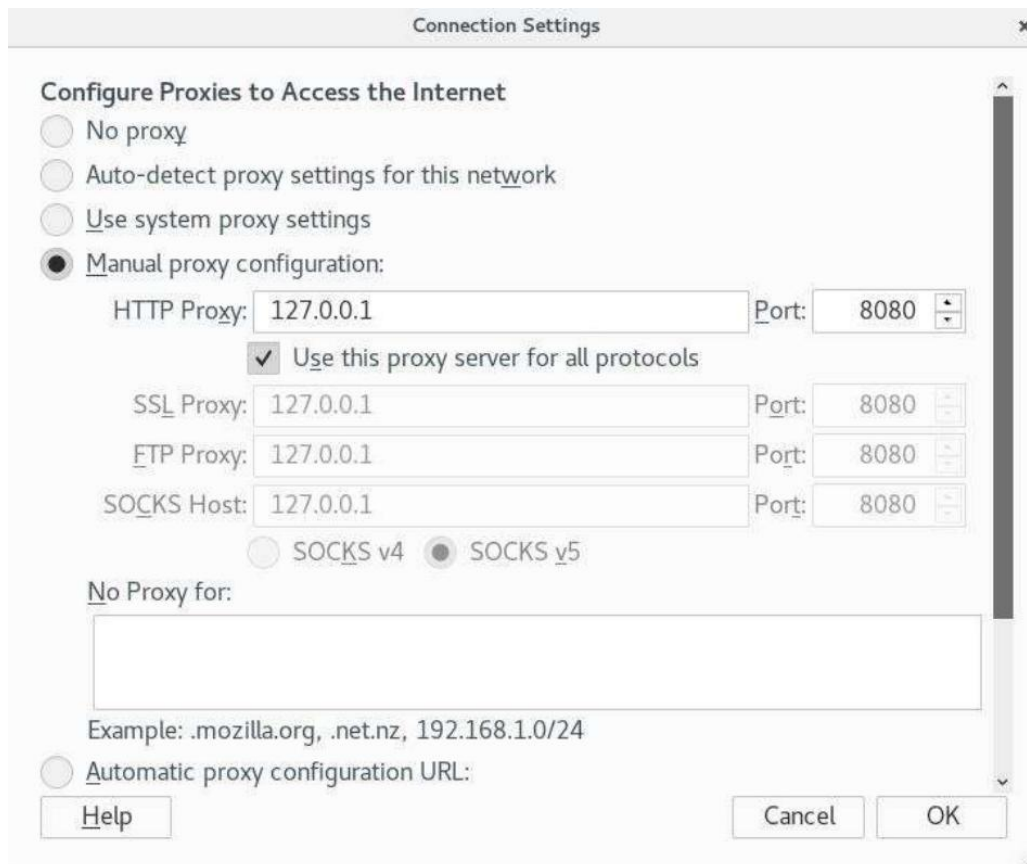 Connection Settings
Configure Proxies to Access the Internet
No proxy
Auto-detect proxy settings for this network
Use system proxy settings
Manual proxy configuration:
HTTP Proxy: 127.0.0.1 Port: 8080
Use this proxy server for all protocols
SSL Proxy: 127.0.0.1 Port: 8080
FTP Proxy: 127.0.0.1 Port: 8080
SOCKS Host: 127.0.0.1 Port: 8080
SOCKS v4 SOCKS v5
No Proxy for:
Example: .mozilla.org, .net.nz, 192.168.1.0/24
Automatic proxy configuration URL:
Help Cancel OK